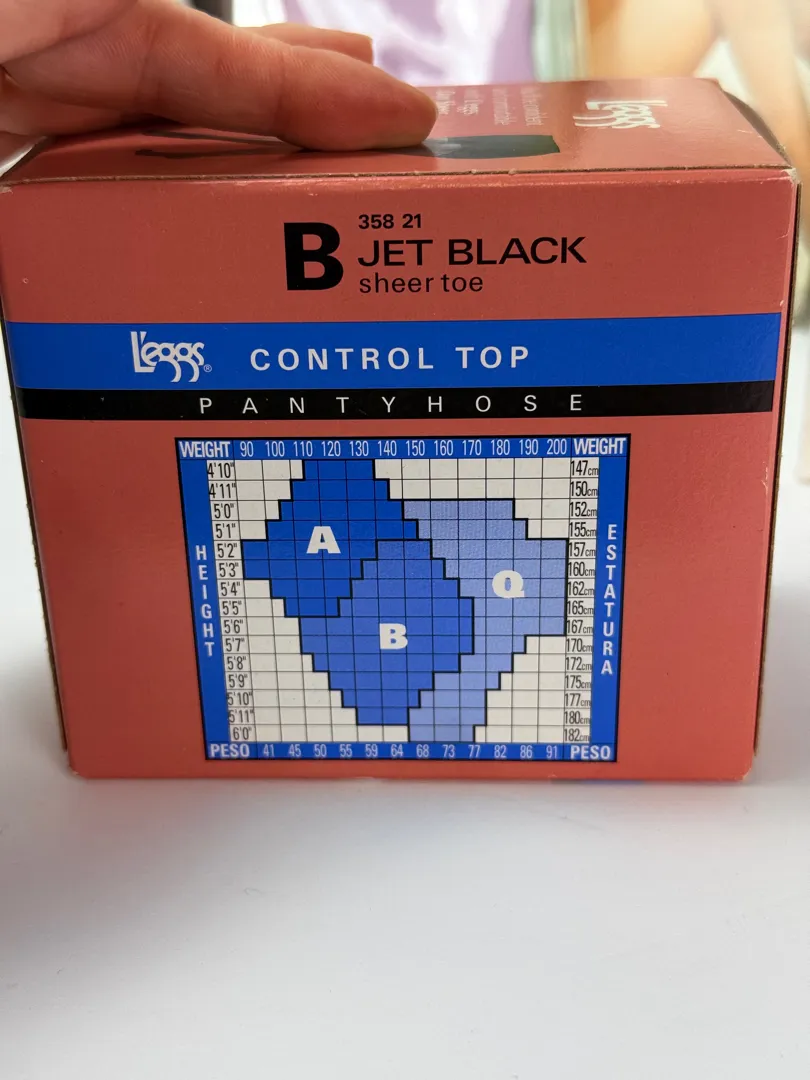 L'eggs
B
358 21
JET BLACK
sheer toe
L'eggs® CONTROL TOP
PANTYHOSE
WEIGHT 90 100 110 120 130 140 150 160 170 180 190 200 WEIGHT
4'10" 147cm
4'11" 150cm
5'0" 152cm
5'1" 155cm
5'2" 157cm
5'3" 160cm
5'4" 162cm
5'5" 165cm
5'6" 167cm
5'7" 170cm
5'8" 172cm
5'9" 175cm
5'10" 177cm
5'11" 180cm
6'0" 182cm
HEIGHT
A
B
Q
ESTATURA
PESO 41 45 50 55 59 64 68 73 77 82 86 91 PESO